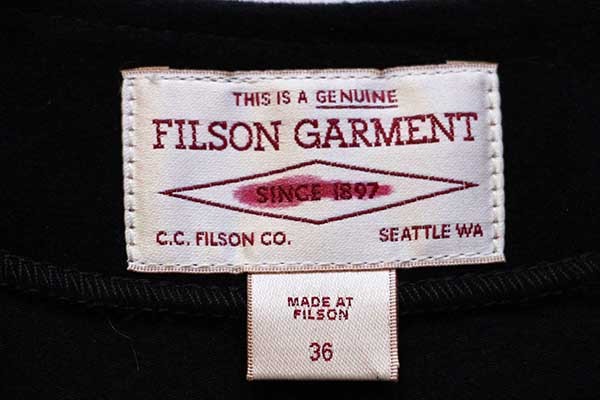 THIS IS A GENUINE
FILSON GARMENT
SINCE 1897
C.C. FILSON CO. SEATTLE WA
MADE AT
FILSON
36